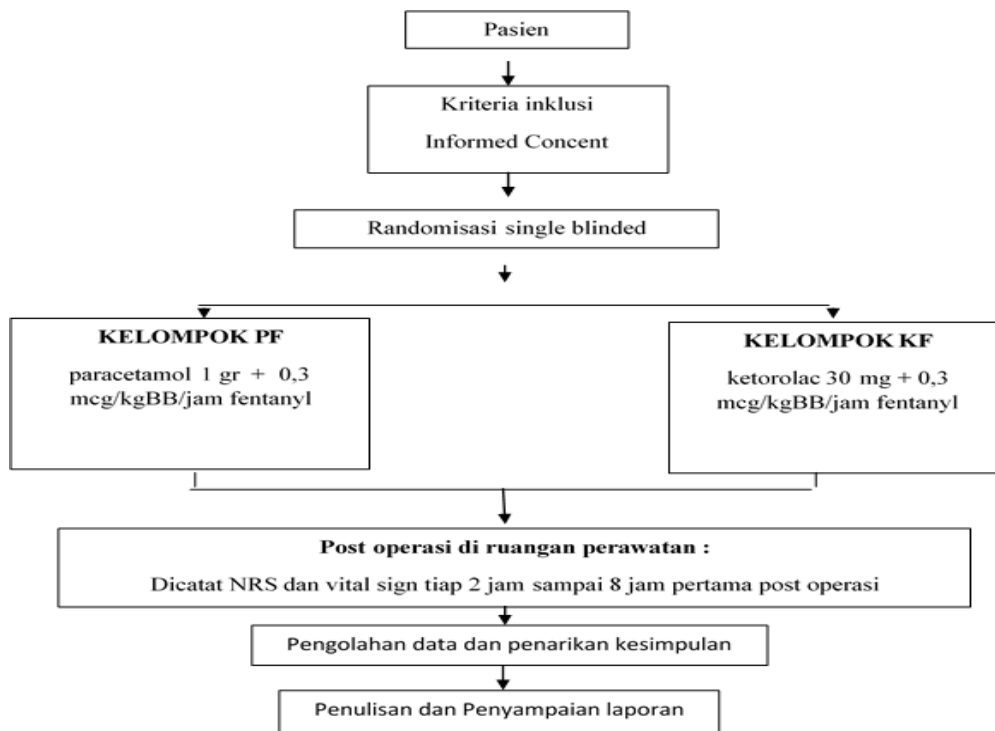 Pasien
Kriteria inklusi
Informed Concent
Randomisasi single blinded
KELOMPOK PF
paracetamol 1 gr + 0,3
mcg/kgBB/jam fentanyl
KELOMPOK KF
ketorolac 30 mg + 0,3
mcg/kgBB/jam fentanyl
Post operasi di ruangan perawatan :
Dicatat NRS dan vital sign tiap 2 jam sampai 8 jam pertama post operasi
Pengolahan data dan penarikan kesimpulan
Penulisan dan Penyampaian laporan